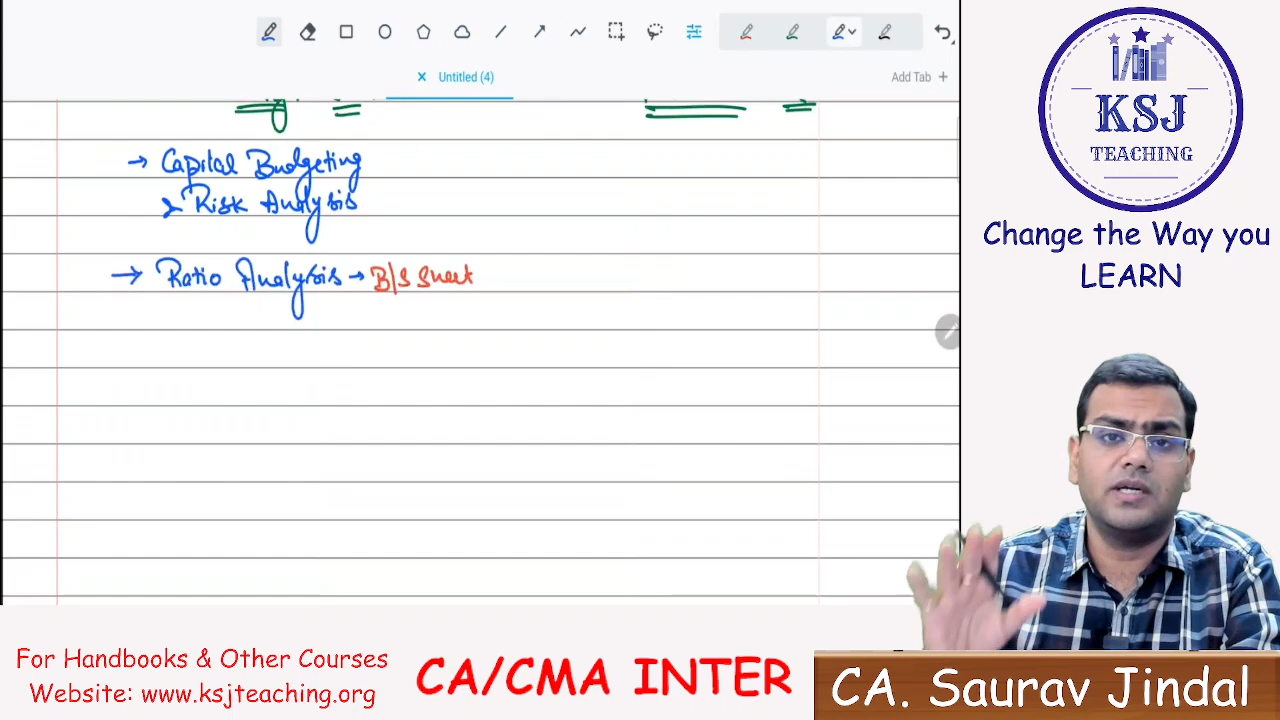 Untitled (4)
Add Tab
→ Capital Budgeting
& Risk Analysis
→ Ratio Analysis → B/S Sheet
KSJ
TEACHING
Change the Way you
LEARN
For Handbooks & Other Courses
Website: www.ksjteaching.org
CA/CMA INTER
CA. Saurav Jindal